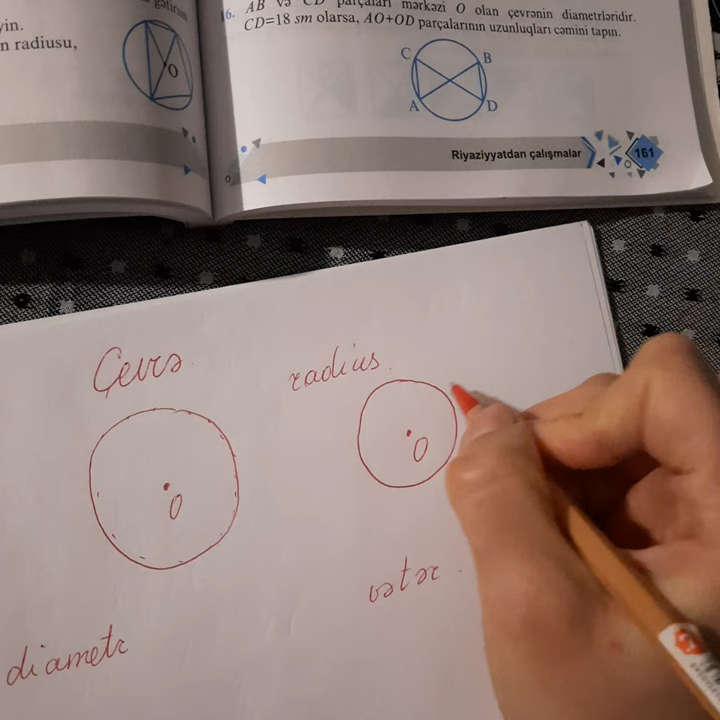 gətirsin
yin.
n radiusu,
O
16. AB və CD parçaları mərkəzi O olan çevrənin diametrləridir.
CD=18 sm olarsa, AO+OD parçalarının uzunluqları cəmini tapın.
C B
A D
Riyaziyyatdan çalışmalar 161
Çevrə
radius
O
O
vətər
diametr